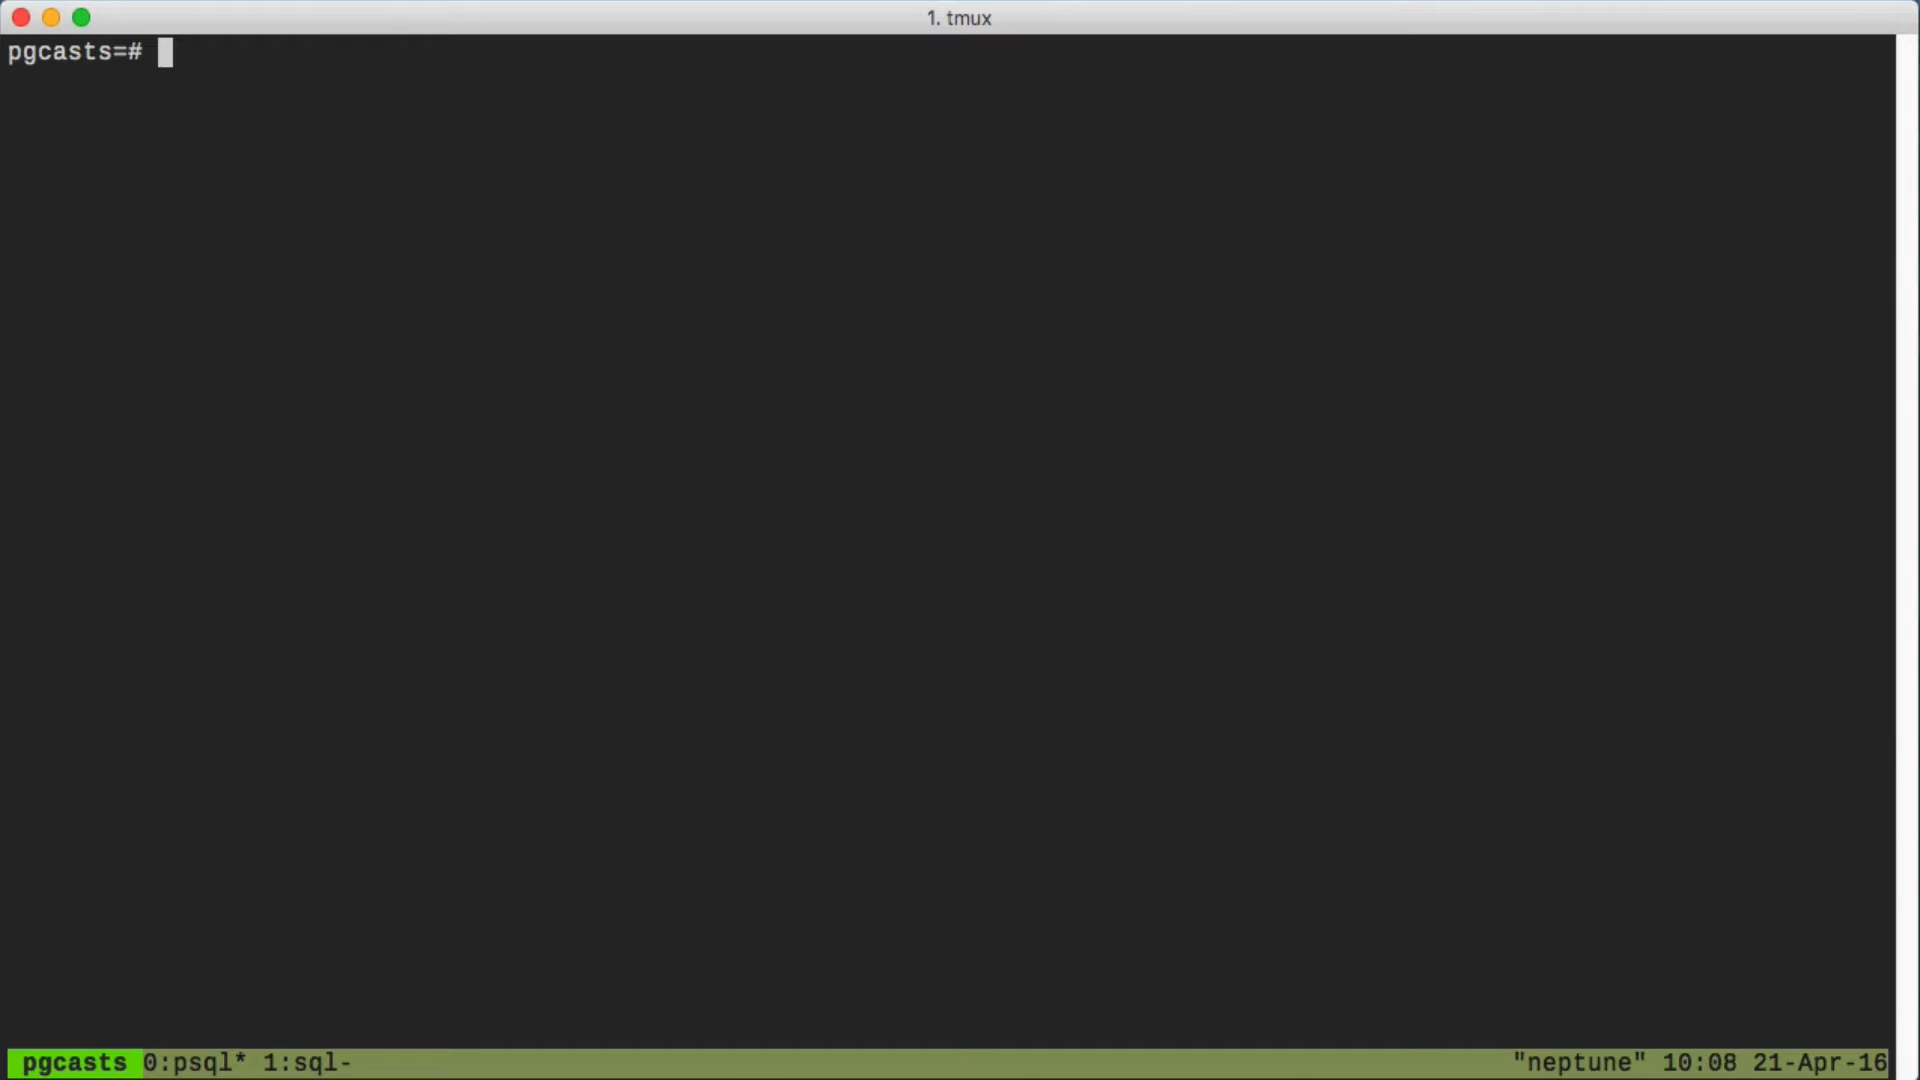 1. tmux
pgcasts=#
pgcasts 0:psql* 1:sql- "neptune" 10:08 21-Apr-16